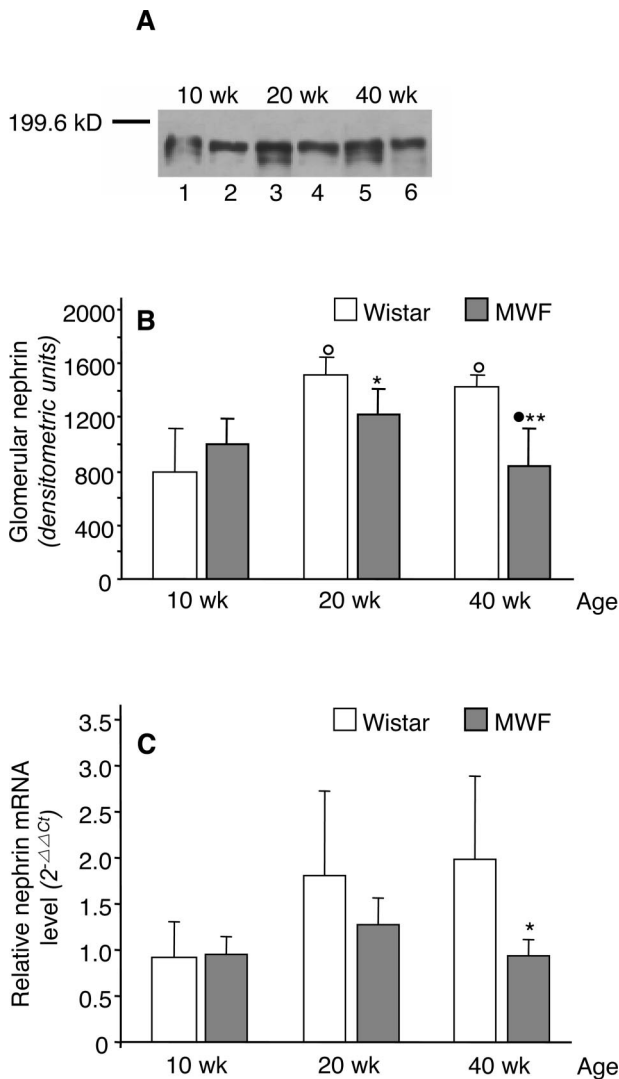 A
10 wk 20 wk 40 wk
199.6 kD
1 2 3 4 5 6
B
Wistar MWF
Glomerular nephrin
(densitometric units)
2000
1600
1200
800
400
0
°
*
°
●**
10 wk 20 wk 40 wk Age
C
Wistar MWF
Relative nephrin mRNA
level (2-△△Ct)
3.5
3.0
2.5
2.0
1.5
1.0
0.5
0
*
10 wk 20 wk 40 wk Age